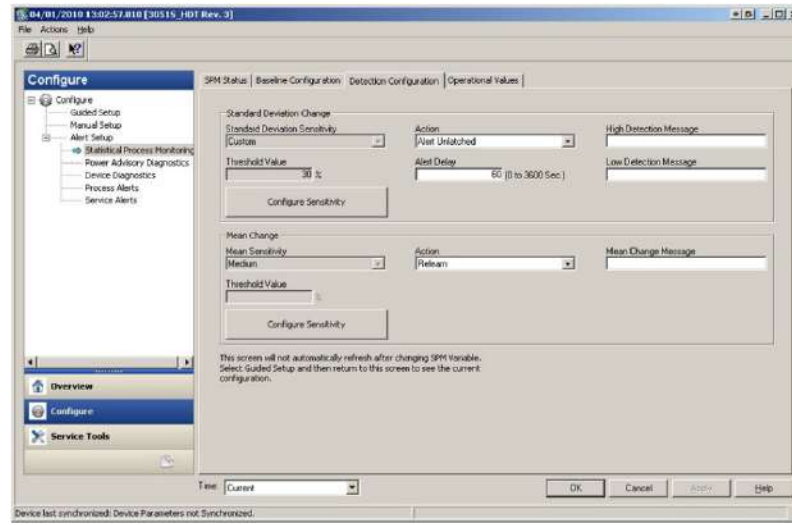 04/01/2010 13:02:57.810 [3051S_HDT Rev. 3]
File Actions Help
Configure
Configure
Guided Setup
Manual Setup
Alert Setup
Statistical Process Monitoring
Power Advisory Diagnostics
Device Diagnostics
Process Alerts
Service Alerts
Overview
Configure
Service Tools
SPM Status Baseline Configuration Detection Configuration Operational Values
Standard Deviation Change
Standard Deviation Sensitivity Action High Detection Message
Custom Alert Unlatched
Threshold Value Alert Delay Low Detection Message
30 % 60 (0 to 3600 Sec.)
Configure Sensitivity
Mean Change
Mean Sensitivity Action Mean Change Message
Medium Relearn
Threshold Value
%
Configure Sensitivity
This screen will not automatically refresh after changing SPM Variable.
Select Guided Setup and then return to this screen to see the current
configuration.
Time: Current OK Cancel Apply Help
Device last synchronized: Device Parameters not Synchronized.